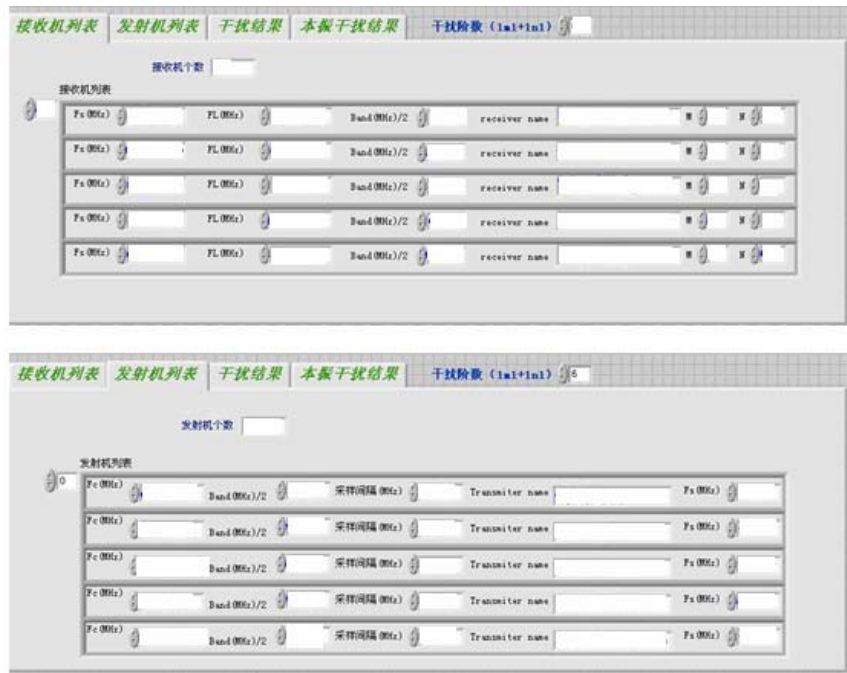 接收机列表 发射机列表 干扰结果 本振干扰结果 干扰阶数 (lml+lnl)
接收机个数
接收机列表
Fs(MHz) FL(MHz) Band(MHz)/2 receiver name M N
Fs(MHz) FL(MHz) Band(MHz)/2 receiver name M N
Fs(MHz) FL(MHz) Band(MHz)/2 receiver name M N
Fs(MHz) FL(MHz) Band(MHz)/2 receiver name M N
Fs(MHz) FL(MHz) Band(MHz)/2 receiver name M N
接收机列表 发射机列表 干扰结果 本振干扰结果 干扰阶数 (lml+lnl) 6
发射机个数
发射机列表
0 Fc(MHz) Band(MHz)/2 采样间隔(MHz) Transmiter name Fs(MHz)
Fc(MHz) Band(MHz)/2 采样间隔(MHz) Transmiter name Fs(MHz)
Fc(MHz) Band(MHz)/2 采样间隔(MHz) Transmiter name Fs(MHz)
Fc(MHz) Band(MHz)/2 采样间隔(MHz) Transmiter name Fs(MHz)
Fc(MHz) Band(MHz)/2 采样间隔(MHz) Transmiter name Fs(MHz)